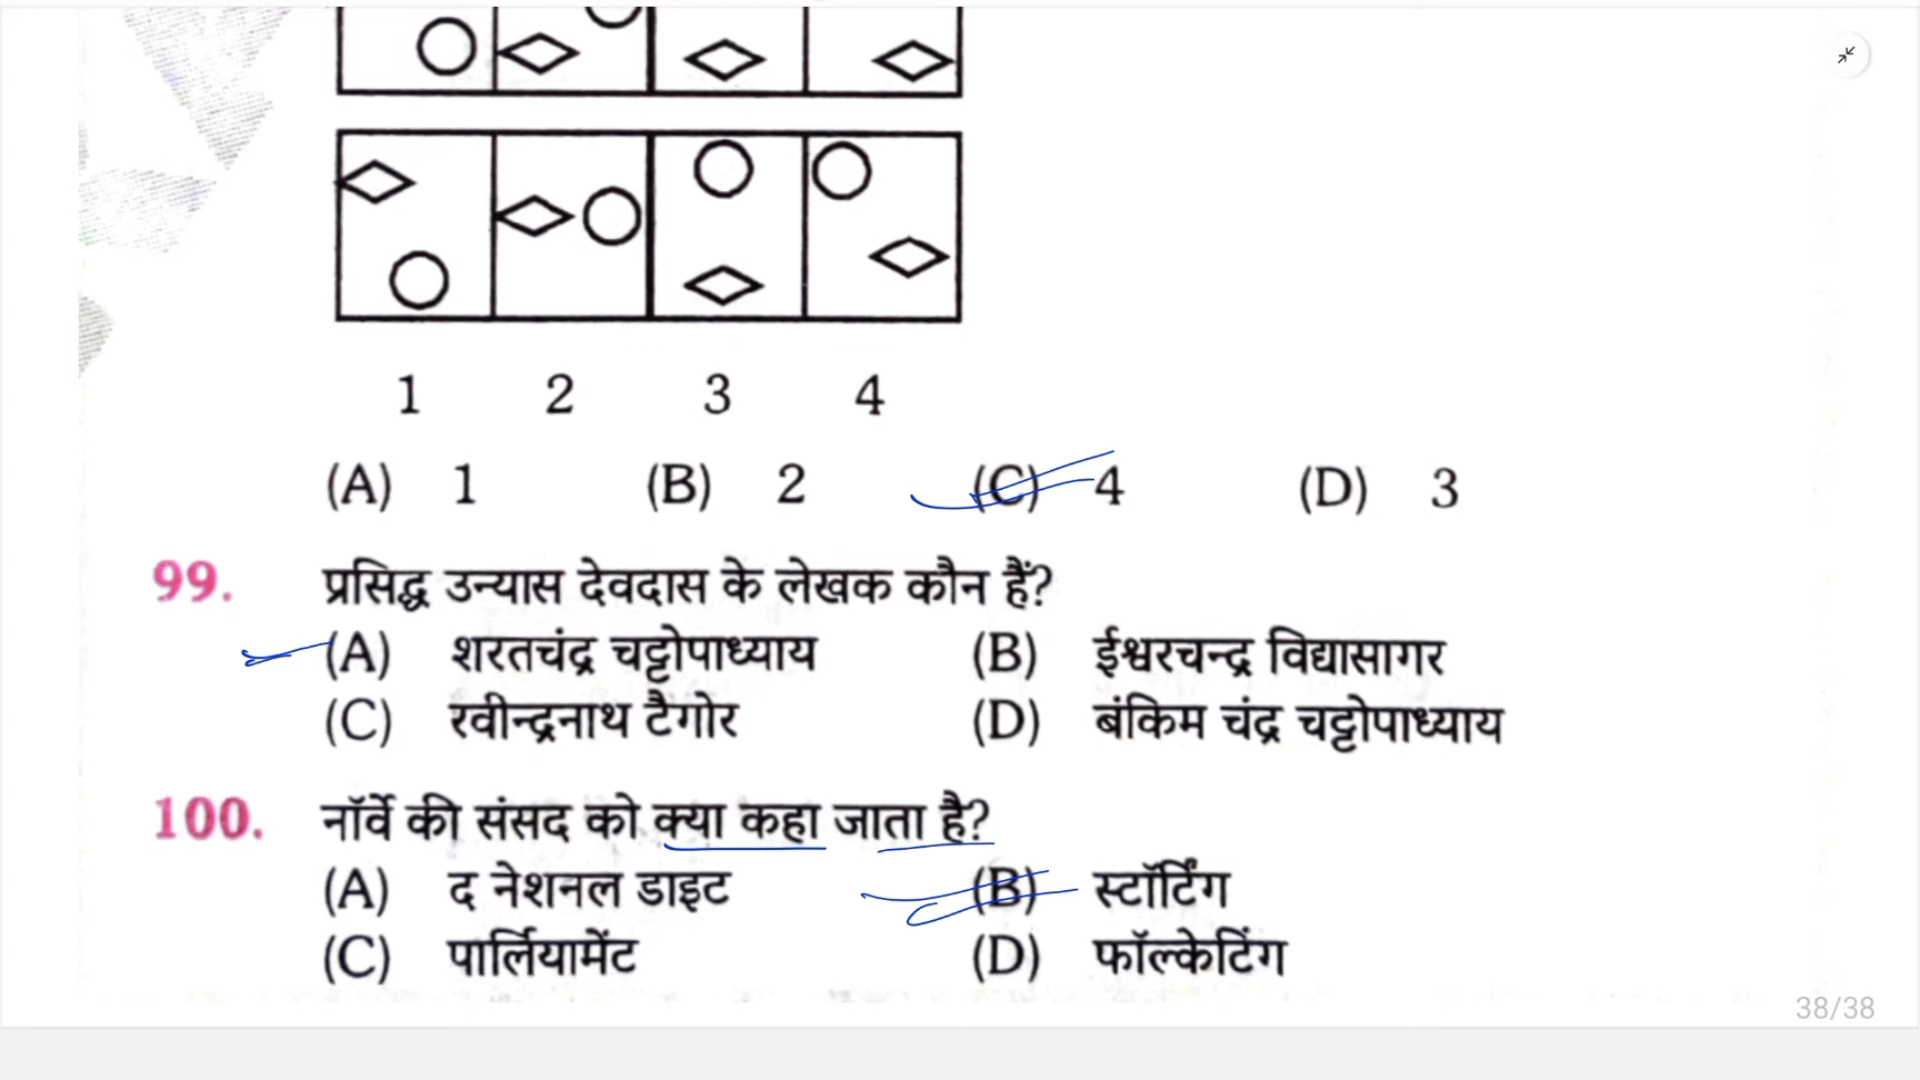 1 2 3 4
(A) 1 (B) 2 (C) 4 (D) 3
99. प्रसिद्ध उन्यास देवदास के लेखक कौन हैं?
(A) शरतचंद्र चट्टोपाध्याय (B) ईश्वरचन्द्र विद्यासागर
(C) रवीन्द्रनाथ टैगोर (D) बंकिम चंद्र चट्टोपाध्याय
100. नॉर्वे की संसद को क्या कहा जाता है?
(A) द नेशनल डाइट (B) स्टॉर्टिंग
(C) पार्लियामेंट (D) फॉल्केटिंग
38/38